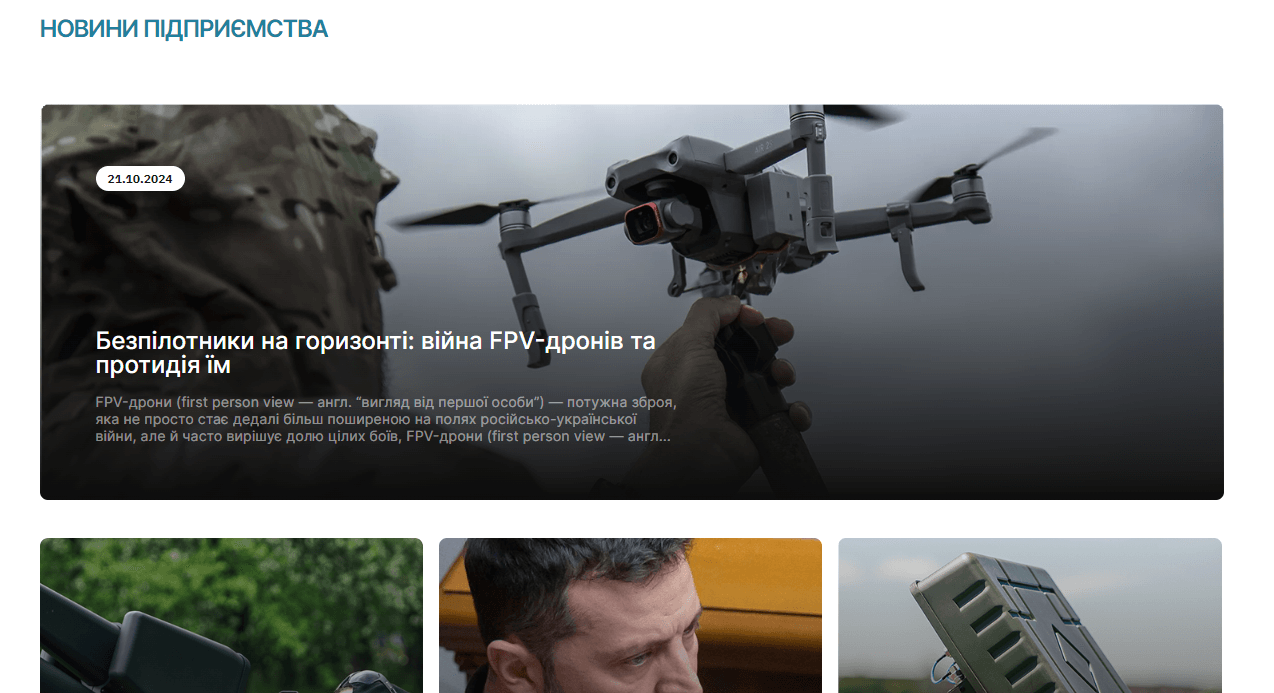 НОВИНИ ПІДПРИЄМСТВА
21.10.2024
Безпілотники на горизонті: війна FPV-дронів та
протидія їм
FPV-дрони (first person view — англ. “вигляд від першої особи“) — потужна зброя,
яка не просто стає дедалі більш поширеною на полях російсько-української
війни, але й часто вирішує долю цілих боїв, FPV-дрони (first person view — англ...